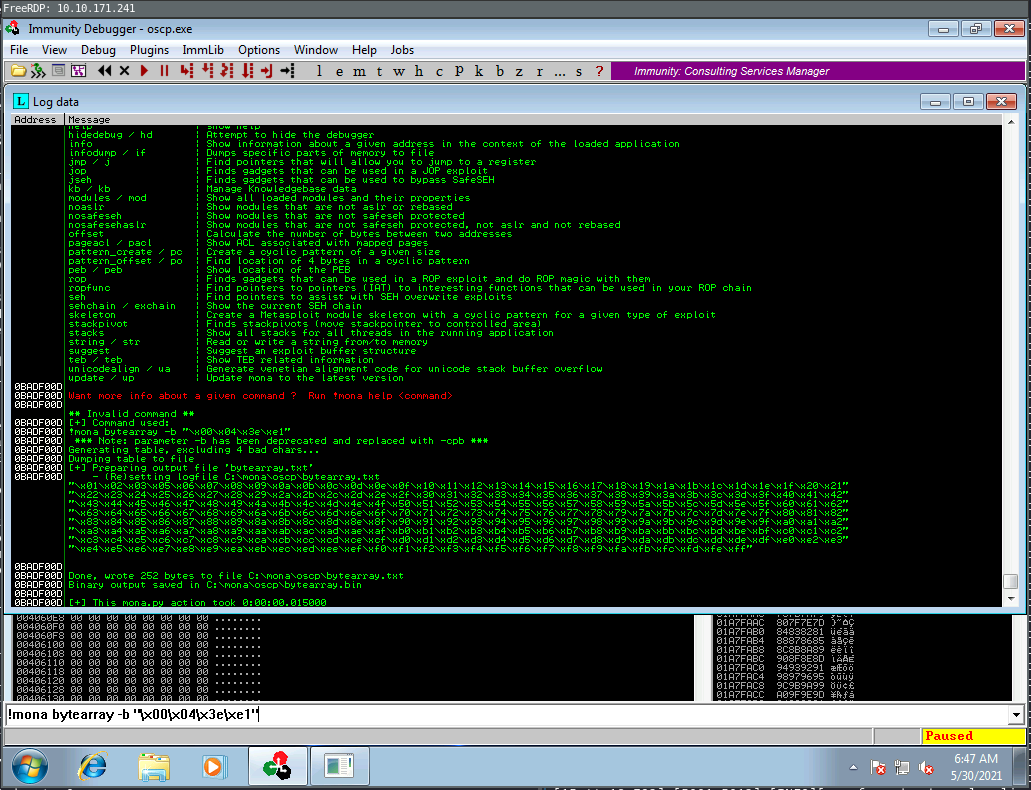 FreeRDP: 10.10.171.241
Immunity Debugger - oscp.exe
File View Debug Plugins ImmLib Options Window Help Jobs
l e m t w h c P k b z r ... s ?
Immunity: Consulting Services Manager
Log data
Address Message
help | show help
hidedebug / hd | Attempt to hide the debugger
info | Show information about a given address in the context of the loaded application
infodump / if | Dumps specific parts of memory to file
jmp / j | Find pointers that will allow you to jump to a register
jop | Finds gadgets that can be used in a JOP exploit
jseh | Finds gadgets that can be used to bypass SafeSEH
kb / kb | Manage Knowledgebase data
modules / mod | Show all loaded modules and their properties
noaslr | Show modules that are not aslr or rebased
nosafeseh | Show modules that are not safeseh protected
nosafesehaslr | Show modules that are not safeseh protected, not aslr and not rebased
offset | Calculate the number of bytes between two addresses
pageacl / pacl | Show ACL associated with mapped pages
pattern_create / pc | Create a cyclic pattern of a given size
pattern_offset / po | Find location of 4 bytes in a cyclic pattern
peb / peb | Show location of the PEB
rop | Finds gadgets that can be used in a ROP exploit and do ROP magic with them
ropfunc | Find pointers to pointers (IAT) to interesting functions that can be used in your ROP chain
seh | Find pointers to assist with SEH overwrite exploits
sehchain / exchain | Show the current SEH chain
skeleton | Create a Metasploit module skeleton with a cyclic pattern for a given type of exploit
stackpivot | Finds stackpivots (move stackpointer to controlled area)
stacks | Show all stacks for all threads in the running application
string / str | Read or write a string from/to memory
suggest | Suggest an exploit buffer structure
teb / teb | Show TEB related information
unicodealign / ua | Generate venetian alignment code for unicode stack buffer overflow
update / up | Update mona to the latest version
0BADF00D
0BADF00D Want more info about a given command ? Run !mona help <command>
0BADF00D
** Invalid command **
0BADF00D [+] Command used:
0BADF00D !mona bytearray -b "\x00\x04\x3e\xe1"
0BADF00D *** Note: parameter -b has been deprecated and replaced with -cpb ***
0BADF00D Generating table, excluding 4 bad chars...
0BADF00D Dumping table to file
0BADF00D [+] Preparing output file 'bytearray.txt'
0BADF00D - (Re)setting logfile C:\mona\oscp\bytearray.txt
"\x01\x02\x03\x05\x06\x07\x08\x09\x0a\x0b\x0c\x0d\x0e\x0f\x10\x11\x12\x13\x14\x15\x16\x17\x18\x19\x1a\x1b\x1c\x1d\x1e\x1f\x20\x21"
"\x22\x23\x24\x25\x26\x27\x28\x29\x2a\x2b\x2c\x2d\x2e\x2f\x30\x31\x32\x33\x34\x35\x36\x37\x38\x39\x3a\x3b\x3c\x3d\x3f\x40\x41\x42"
"\x43\x44\x45\x46\x47\x48\x49\x4a\x4b\x4c\x4d\x4e\x4f\x50\x51\x52\x53\x54\x55\x56\x57\x58\x59\x5a\x5b\x5c\x5d\x5e\x5f\x60\x61\x62"
"\x63\x64\x65\x66\x67\x68\x69\x6a\x6b\x6c\x6d\x6e\x6f\x70\x71\x72\x73\x74\x75\x76\x77\x78\x79\x7a\x7b\x7c\x7d\x7e\x7f\x80\x81\x82"
"\x83\x84\x85\x86\x87\x88\x89\x8a\x8b\x8c\x8d\x8e\x8f\x90\x91\x92\x93\x94\x95\x96\x97\x98\x99\x9a\x9b\x9c\x9d\x9e\x9f\xa0\xa1\xa2"
"\xa3\xa4\xa5\xa6\xa7\xa8\xa9\xaa\xab\xac\xad\xae\xaf\xb0\xb1\xb2\xb3\xb4\xb5\xb6\xb7\xb8\xb9\xba\xbb\xbc\xbd\xbe\xbf\xc0\xc1\xc2"
"\xc3\xc4\xc5\xc6\xc7\xc8\xc9\xca\xcb\xcc\xcd\xce\xcf\xd0\xd1\xd2\xd3\xd4\xd5\xd6\xd7\xd8\xd9\xda\xdb\xdc\xdd\xde\xdf\xe0\xe2\xe3"
"\xe4\xe5\xe6\xe7\xe8\xe9\xea\xeb\xec\xed\xee\xef\xf0\xf1\xf2\xf3\xf4\xf5\xf6\xf7\xf8\xf9\xfa\xfb\xfc\xfd\xfe\xff"
0BADF00D
0BADF00D Done, wrote 252 bytes to file C:\mona\oscp\bytearray.txt
0BADF00D Binary output saved in C:\mona\oscp\bytearray.bin
0BADF00D
0BADF00D [+] This mona.py action took 0:00:00.015000
004060E8 00 00 00 00 00 00 00 00 ........
004060F0 00 00 00 00 00 00 00 00 ........
004060F8 00 00 00 00 00 00 00 00 ........
00406100 00 00 00 00 00 00 00 00 ........
00406108 00 00 00 00 00 00 00 00 ........
00406110 00 00 00 00 00 00 00 00 ........
00406118 00 00 00 00 00 00 00 00 ........
00406120 00 00 00 00 00 00 00 00 ........
00406128 00 00 00 00 00 00 00 00 ........
00406130 00 00 00 00 00 00 00 00 ........
01A7FAAC 807F7E7D
01A7FAB0 84838281
01A7FAB4 88878685
01A7FAB8 8C8B8A89
01A7FABC 908F8E8D
01A7FAC0 94939291
01A7FAC4 98979695
01A7FAC8 9C9B9A99
01A7FACC A09F9E9D
!mona bytearray -b "\x00\x04\x3e\xe1"
Paused
6:47 AM
5/30/2021